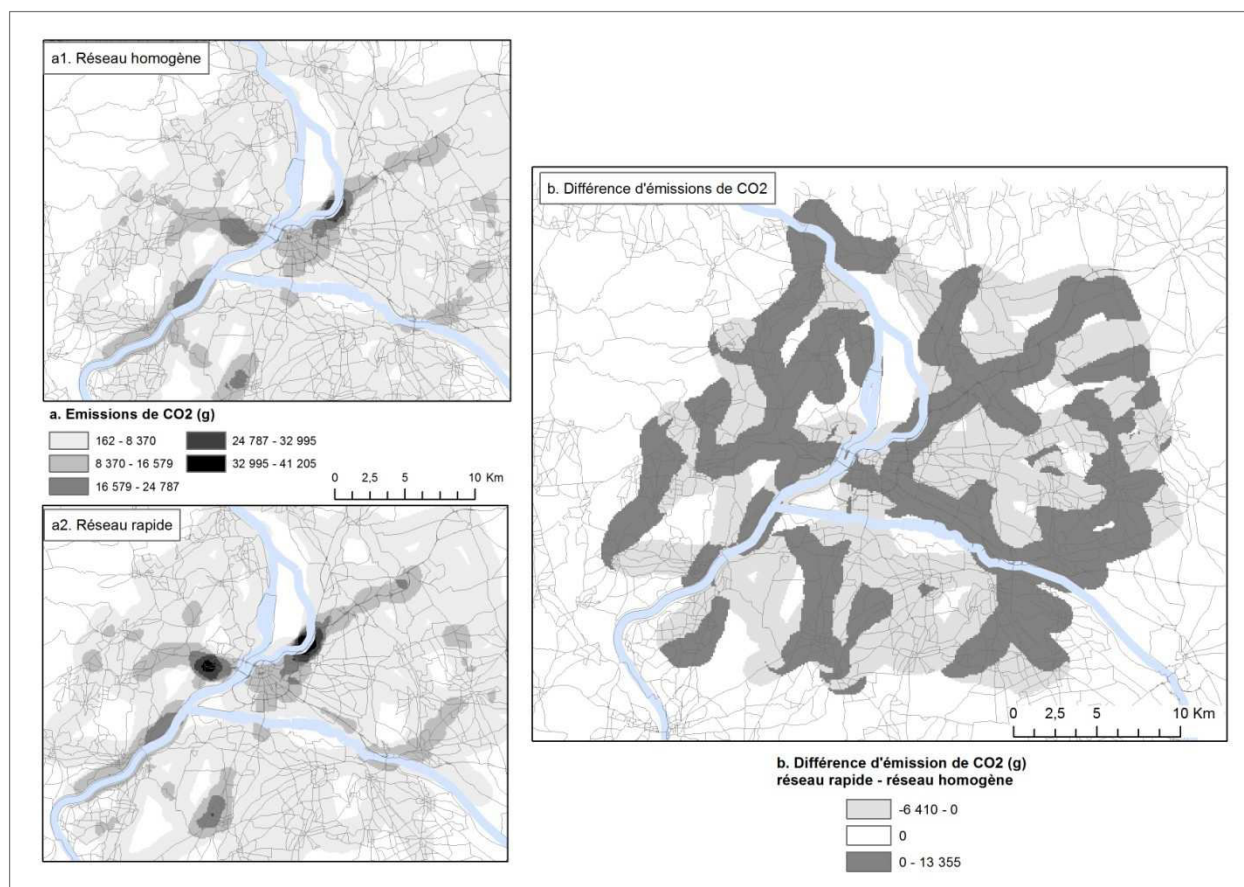 a1. Réseau homogène
a. Emissions de CO2 (g)
162 - 8 370
24 787 - 32 995
8 370 - 16 579
32 995 - 41 205
16 579 - 24 787
0 2,5 5 10 Km
a2. Réseau rapide
b. Différence d'émissions de CO2
0 2,5 5 10 Km
b. Différence d'émission de CO2 (g)
réseau rapide - réseau homogène
-6 410 - 0
0
0 - 13 355